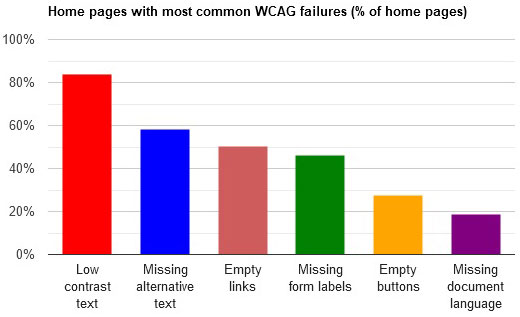 Home pages with most common WCAG failures (% of home pages)
100%
80%
60%
40%
20%
0%
Low
contrast
text
Missing
alternative
text
Empty
links
Missing
form labels
Empty
buttons
Missing
document
language